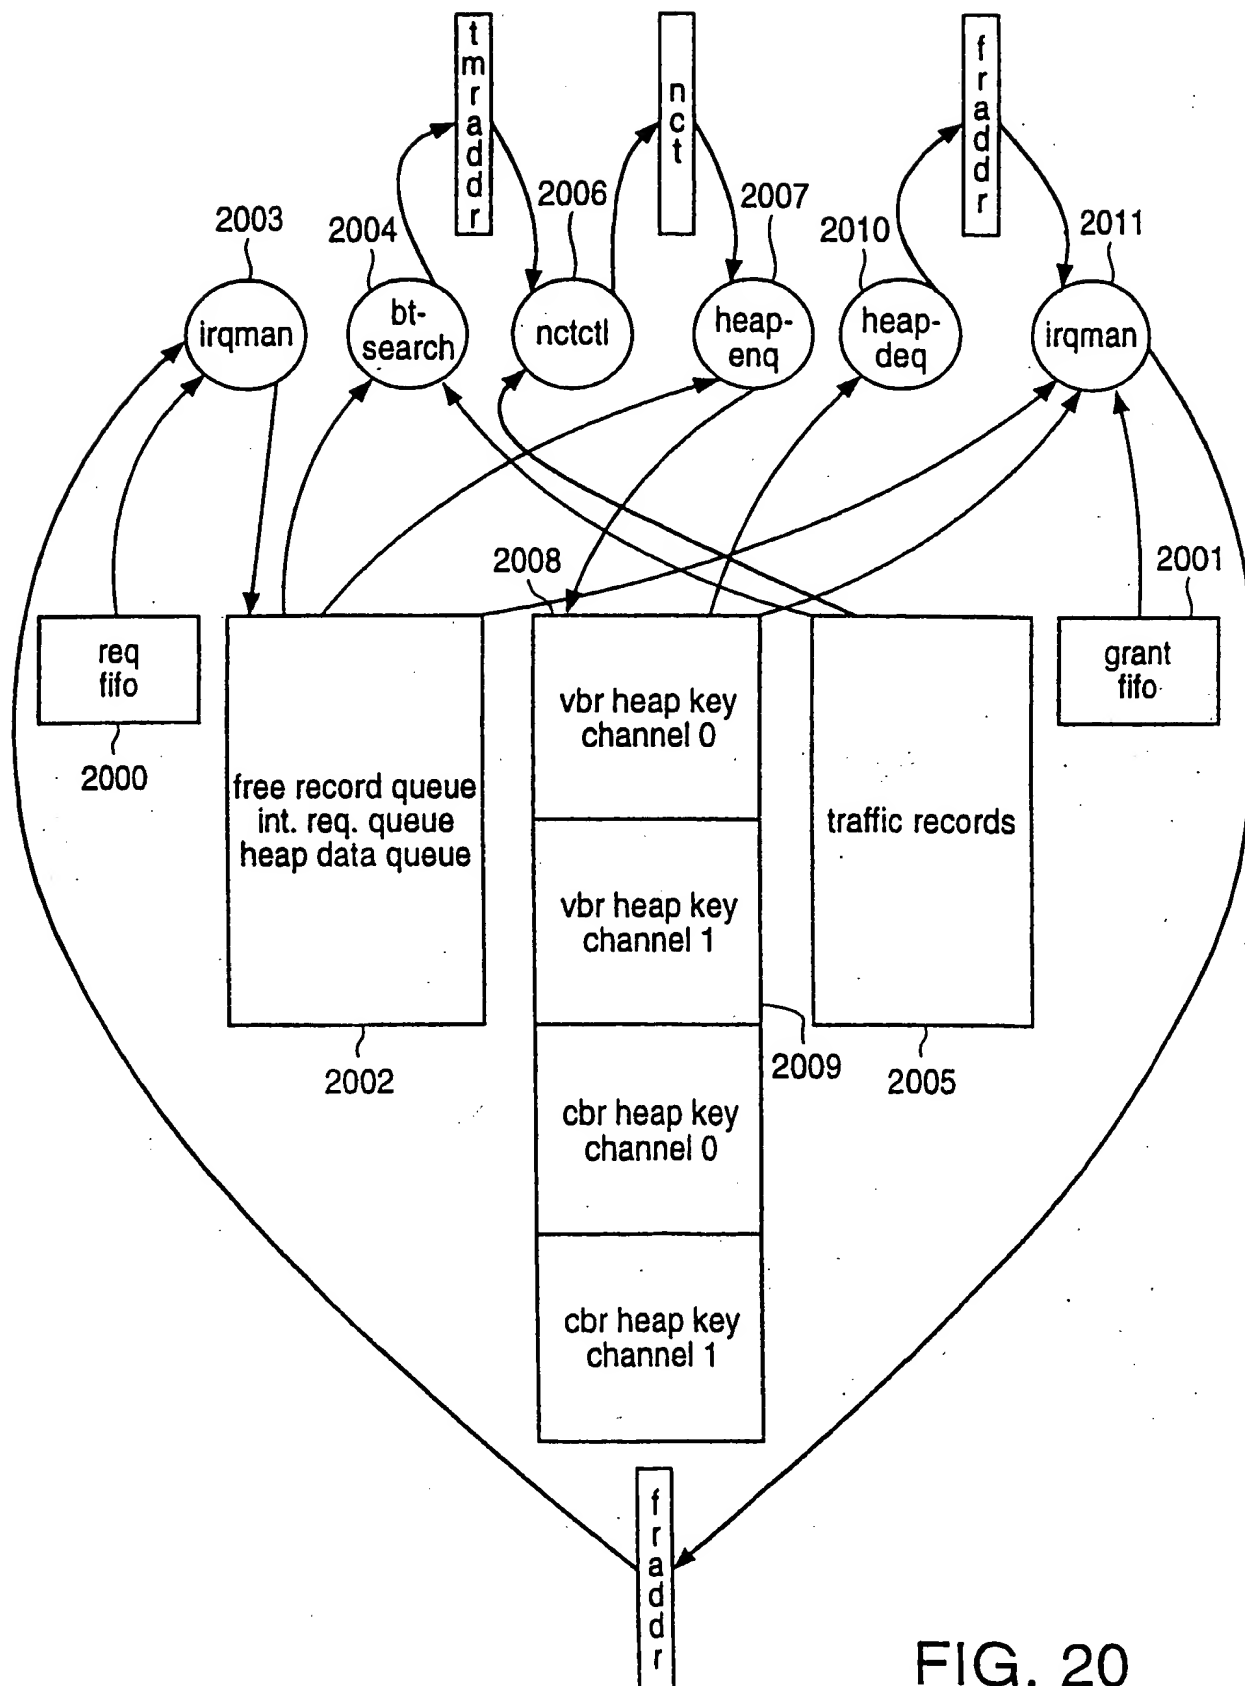 tmraddr
nct
fraddr
2003
2004
2006
2007
2010
2011
irqman
bt-
search
nctctl
heap-
enq
heap-
deq
irqman
2008
2001
req
fifo
2000
free record queue
int. req. queue
heap data queue
2002
vbr heap key
channel 0
vbr heap key
channel 1
2009
cbr heap key
channel 0
cbr heap key
channel 1
traffic records
2005
grant
fifo
fraddr
FIG. 20